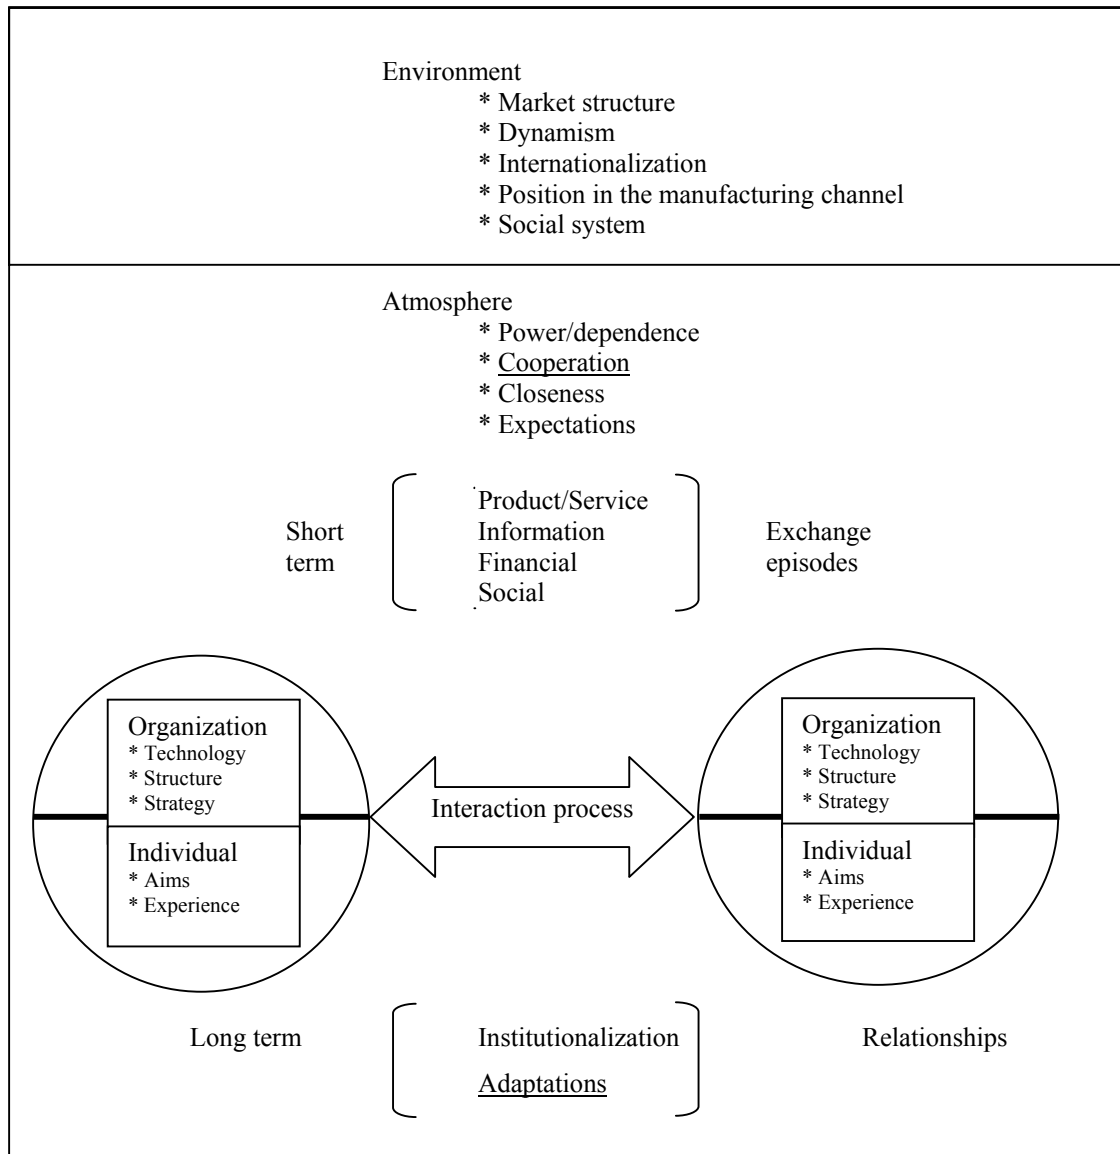 Environment
* Market structure
* Dynamism
* Internationalization
* Position in the manufacturing channel
* Social system
Atmosphere
* Power/dependence
* Cooperation
* Closeness
* Expectations
Short
term
Product/Service
Information
Financial
Social
Exchange
episodes
Organization
* Technology
* Structure
* Strategy
Individual
* Aims
* Experience
Interaction process
Organization
* Technology
* Structure
* Strategy
Individual
* Aims
* Experience
Long term
Institutionalization
Adaptations
Relationships